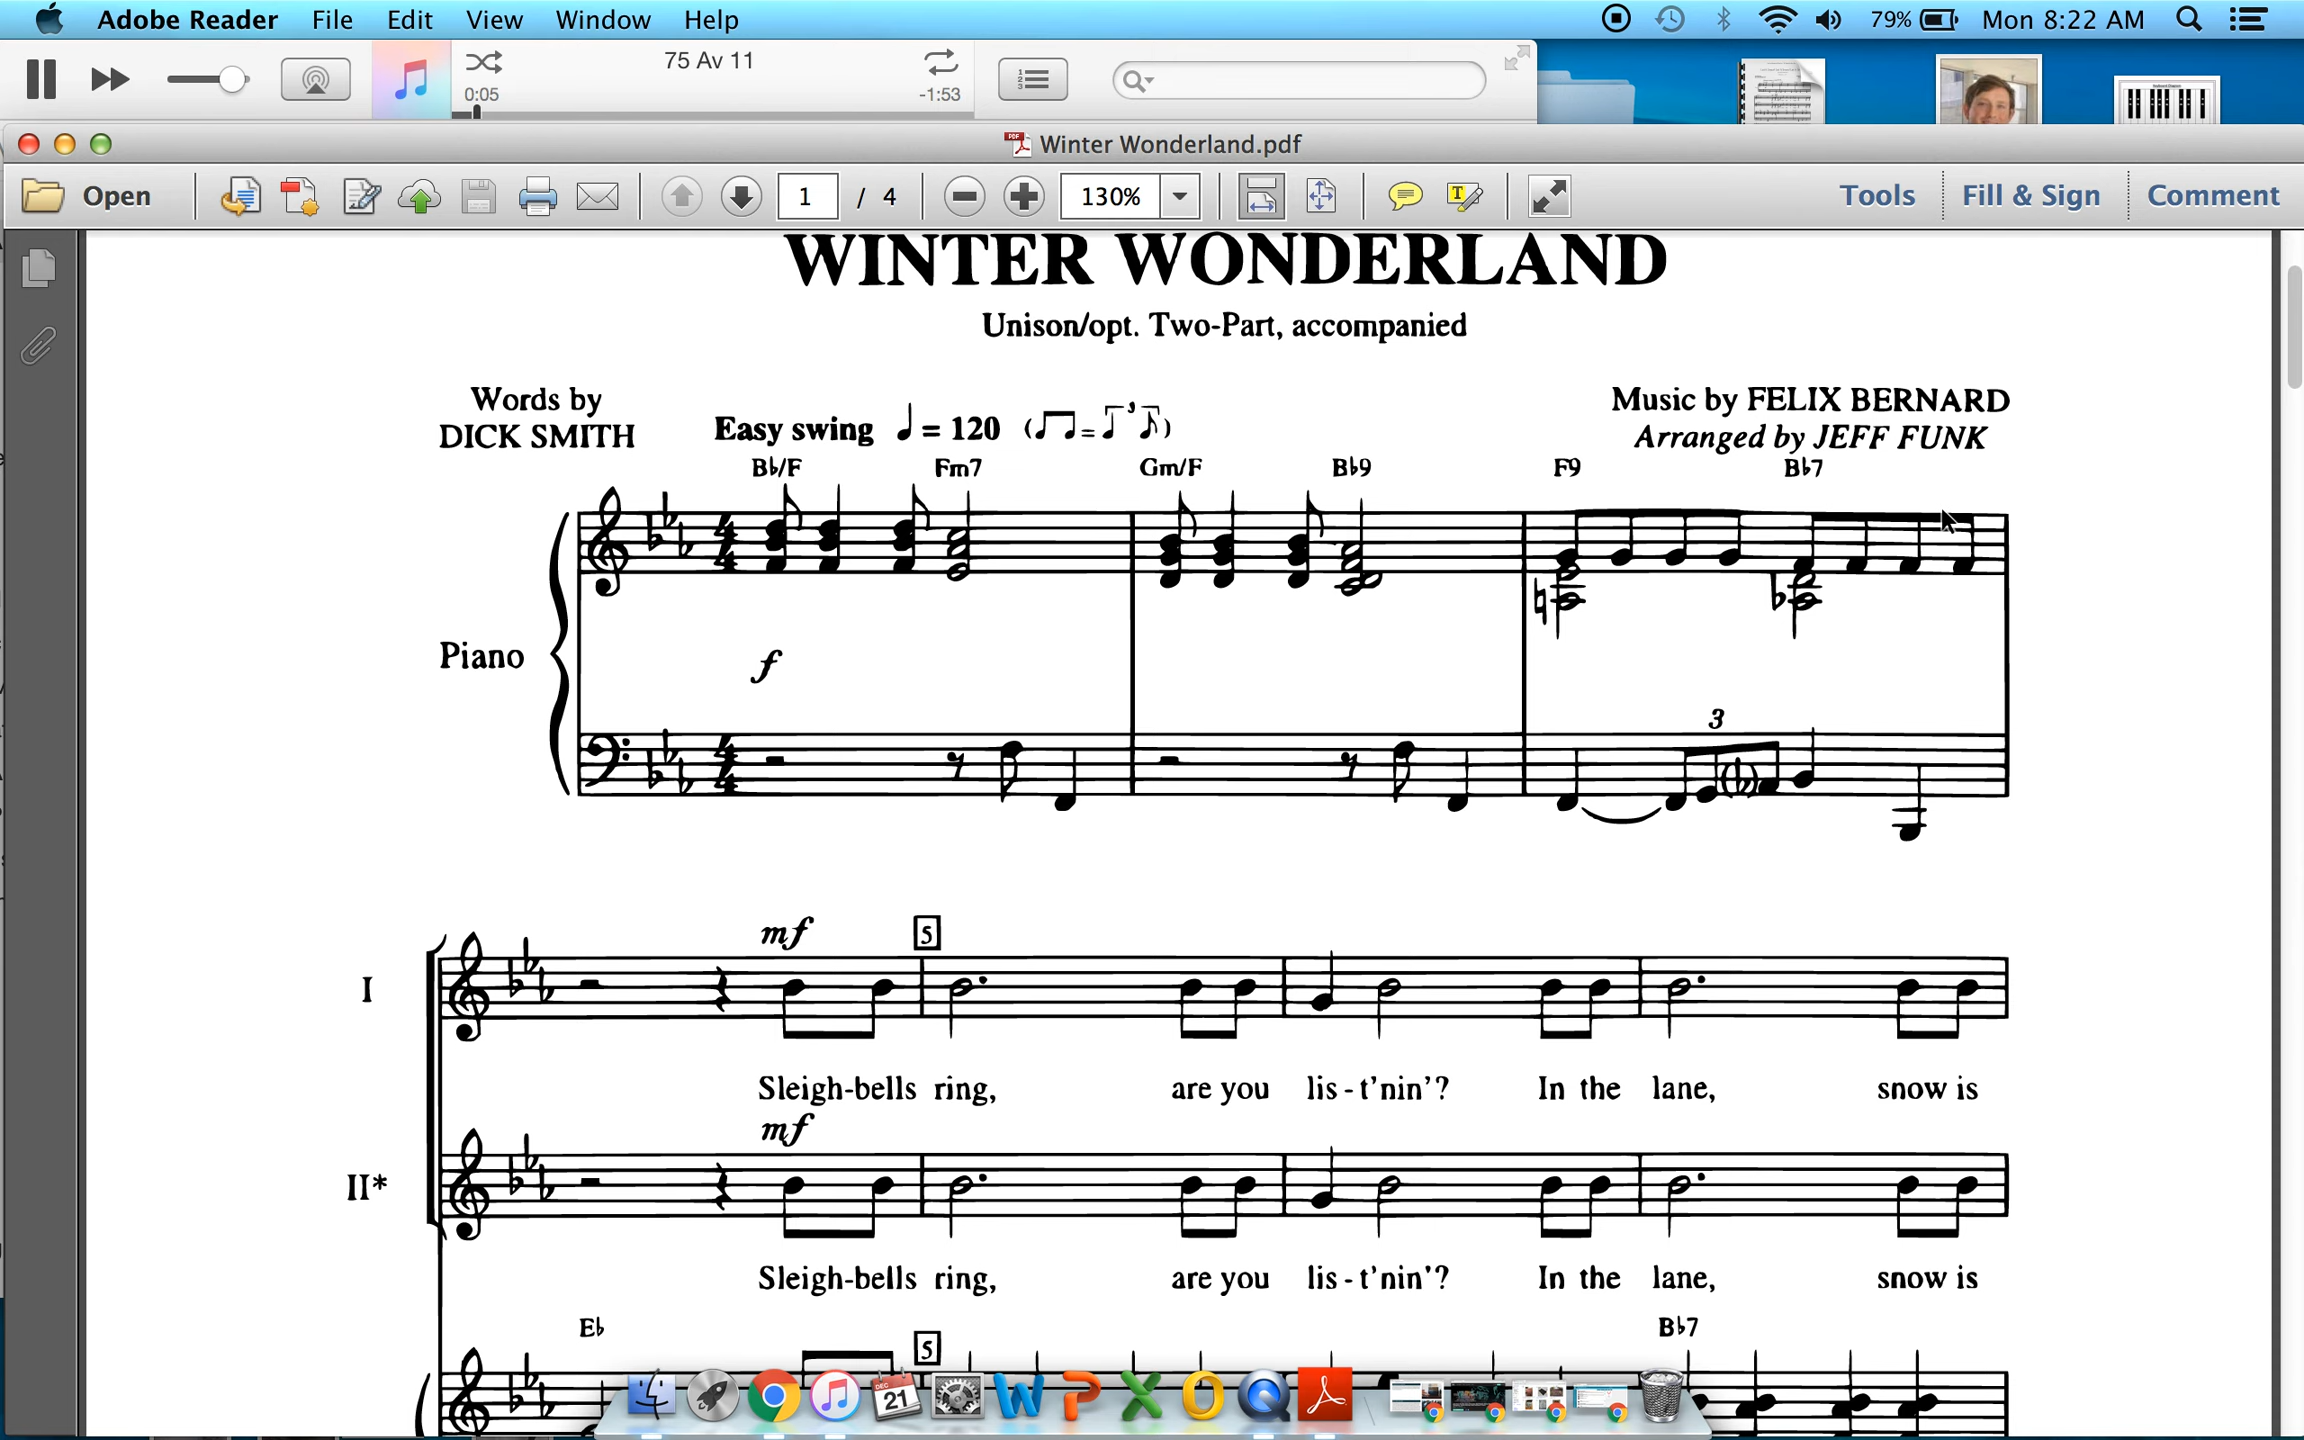 Adobe Reader File Edit View Window Help 79% Mon 8:22 AM
75 Av 11
0:05 -1:53
Winter Wonderland.pdf
Open 1 / 4 130% Tools Fill & Sign Comment
WINTER WONDERLAND
Unison/opt. Two-Part, accompanied
Words by
DICK SMITH
Easy swing ♩ = 120
Music by FELIX BERNARD
Arranged by JEFF FUNK
B♭/F Fm7 Gm/F B♭9 F9 B♭7
Piano
f
3
mf 5
I
Sleigh-bells ring, are you lis-t'nin'? In the lane, snow is
mf
II*
Sleigh-bells ring, are you lis-t'nin'? In the lane, snow is
E♭ 5 B♭7
DEC
21